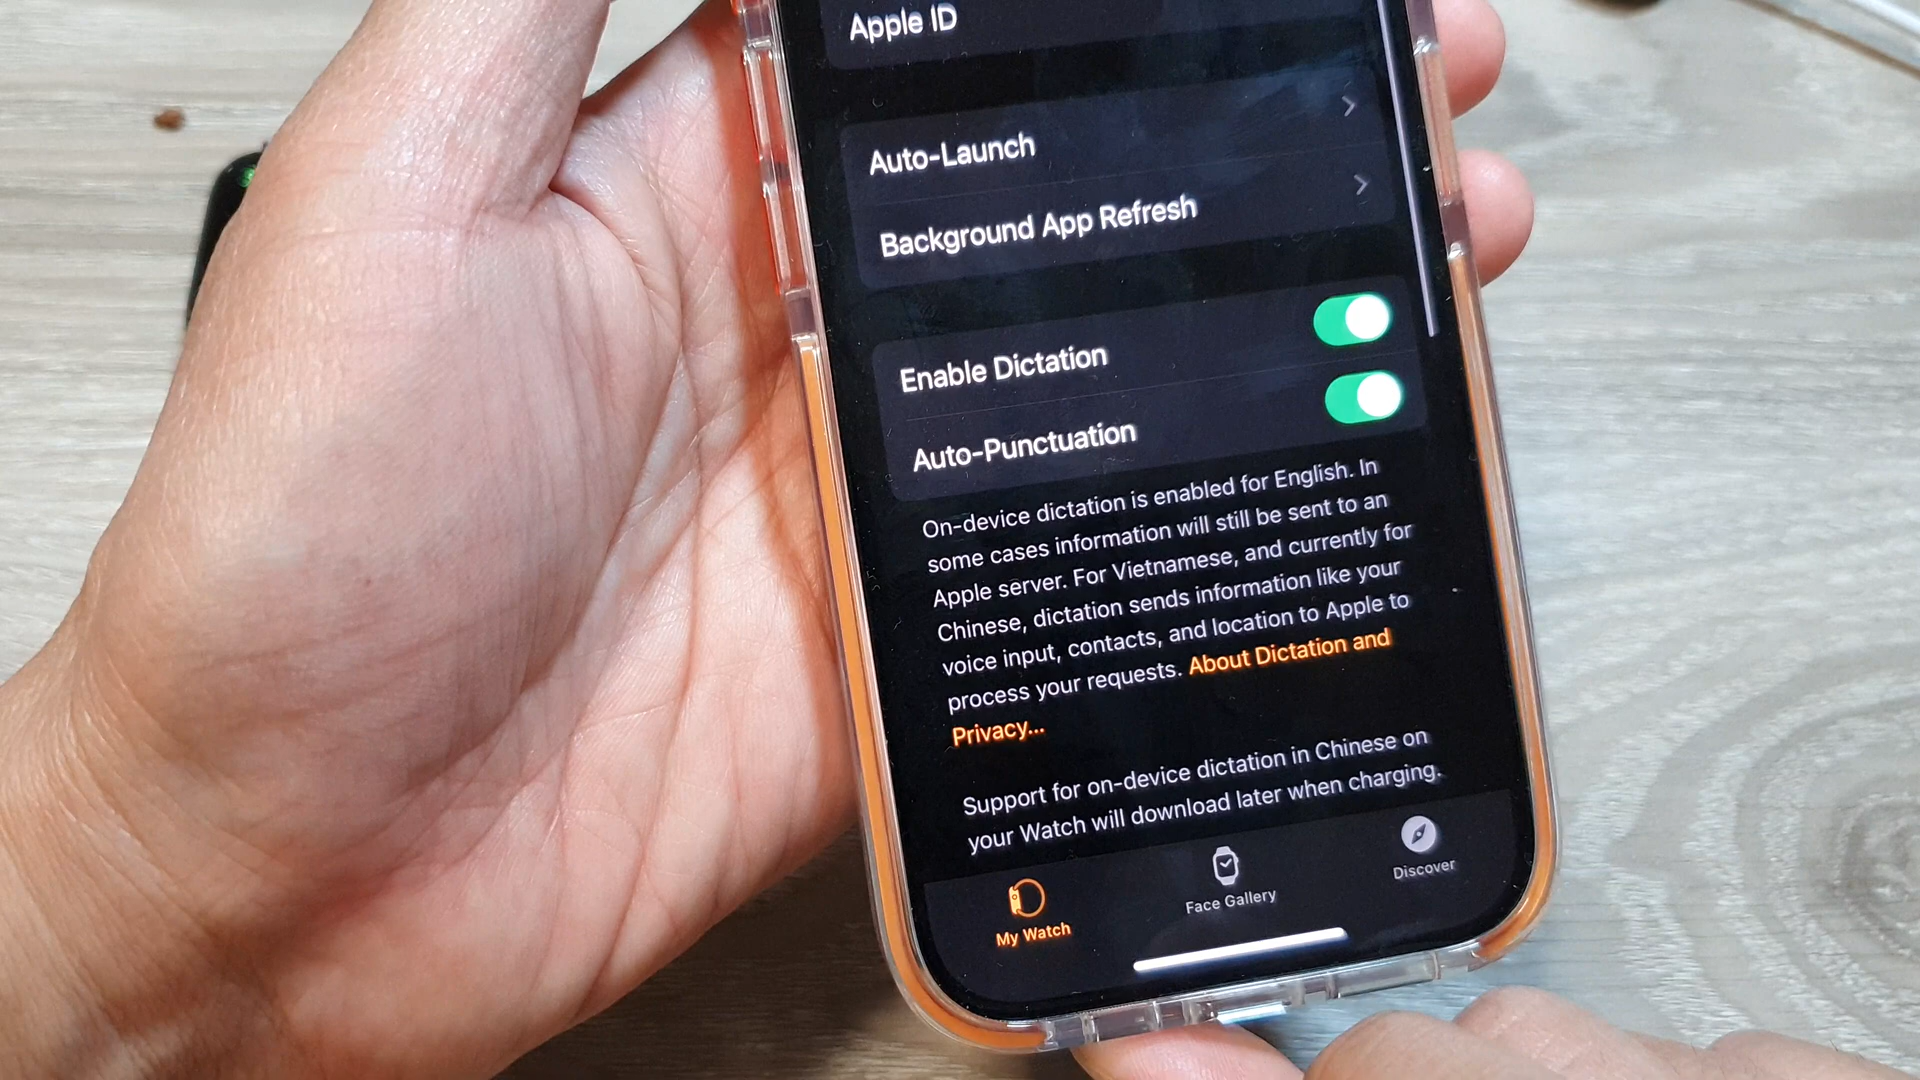 Apple ID
Auto-Launch
Background App Refresh
Enable Dictation
Auto-Punctuation
On-device dictation is enabled for English. In
some cases information will still be sent to an
Apple server. For Vietnamese, and currently for
Chinese, dictation sends information like your
voice input, contacts, and location to Apple to
process your requests. About Dictation and
Privacy...
Support for on-device dictation in Chinese on
your Watch will download later when charging.
My Watch
Face Gallery
Discover